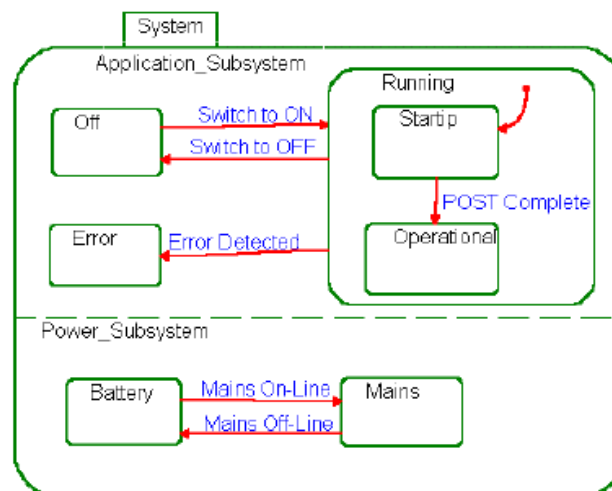 System
Application_Subsystem
Running
Off
Switch to ON
Startip
Switch to OFF
POST Complete
Error
Error Detected
Operational
Power_Subsystem
Battery
Mains On-Line
Mains
Mains Off-Line